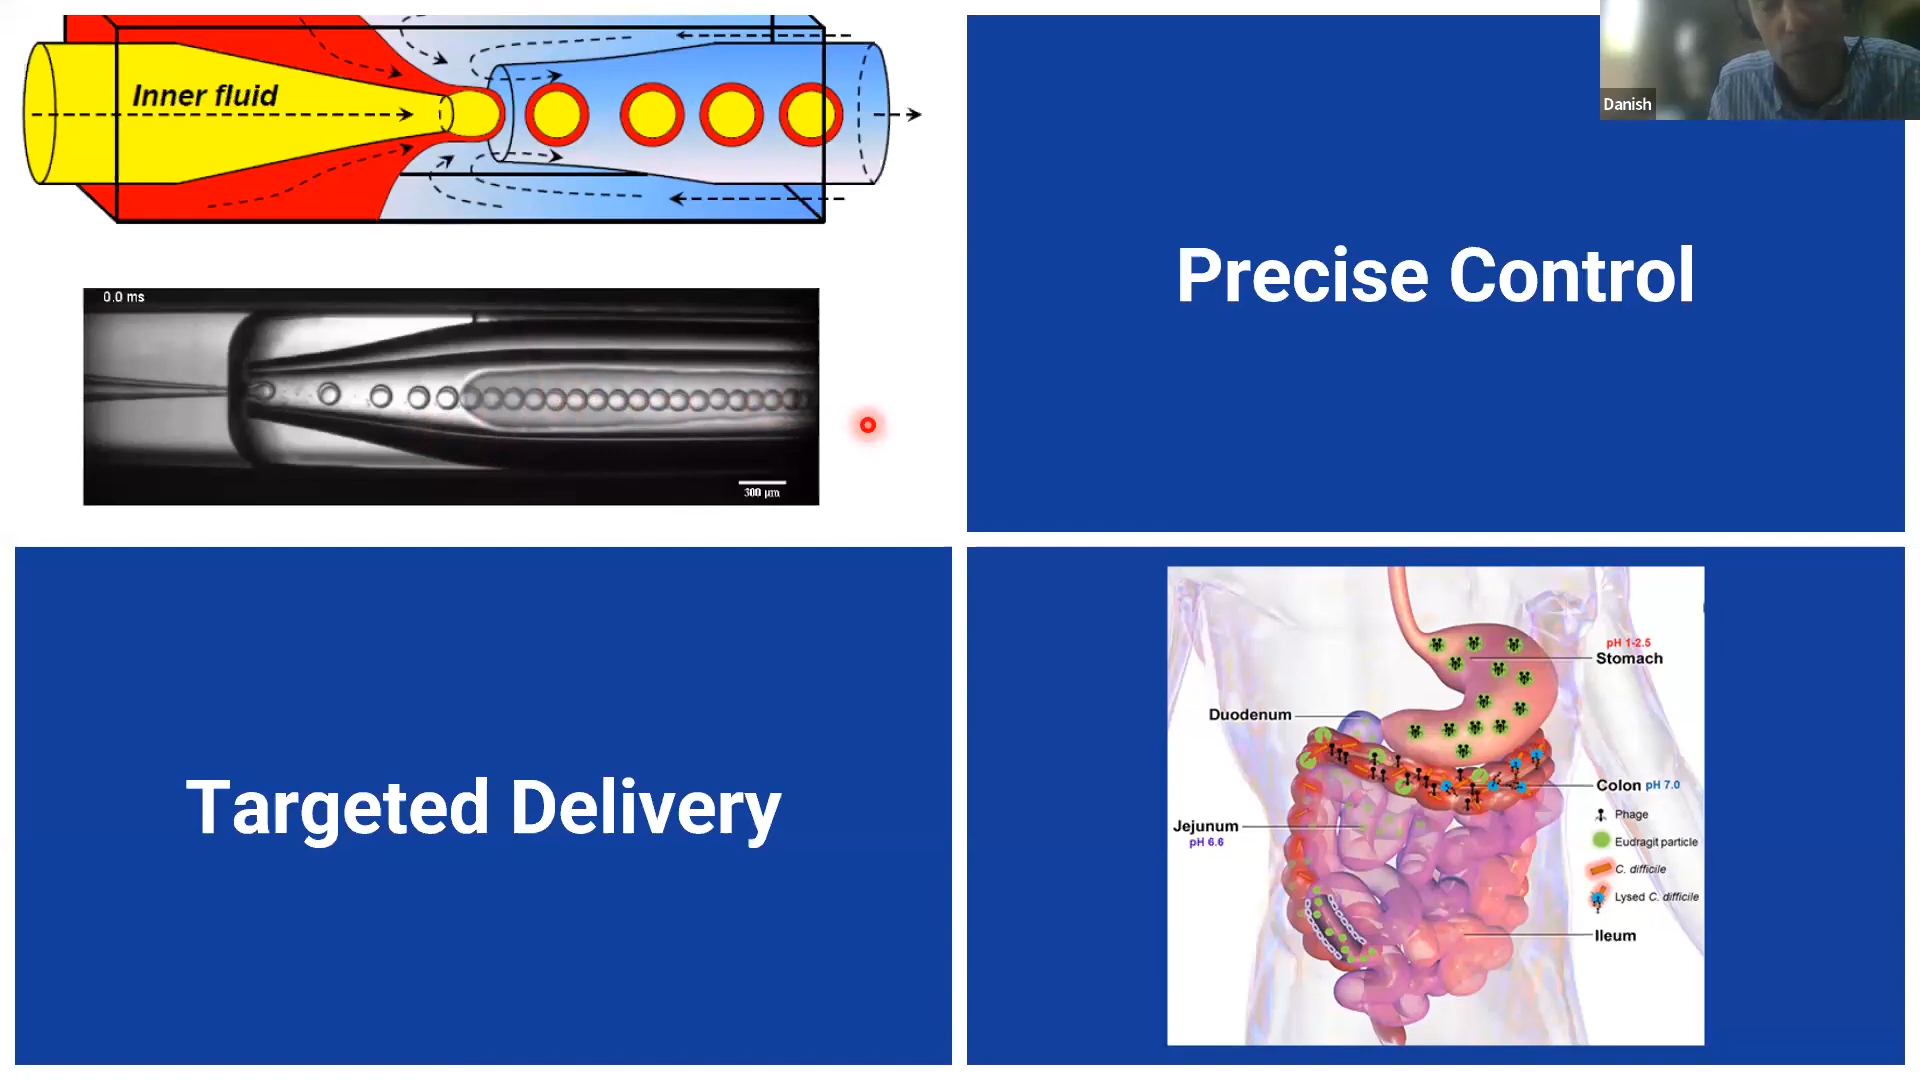 Inner fluid
0.0 ms
300 µm
Precise Control
Danish
Targeted Delivery
pH 1-2.5
Stomach
Duodenum
Colon pH 7.0
Phage
Jejunum
pH 6.6
Eudragit particle
C. difficile
Lysed C. difficile
Ileum